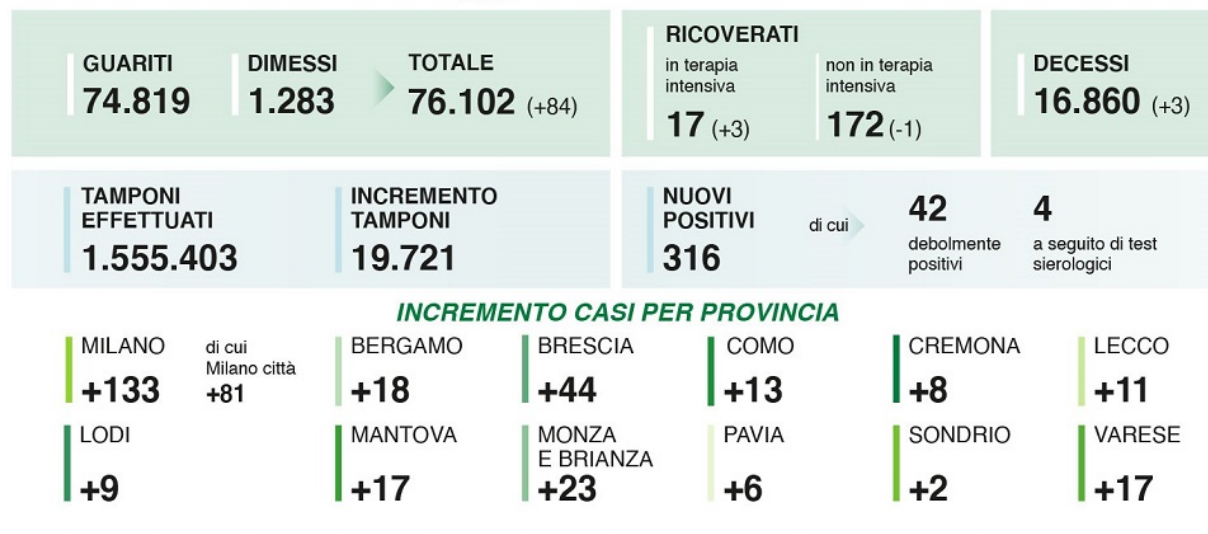 GUARITI
74.819
DIMESSI
1.283
TOTALE
76.102 (+84)
RICOVERATI
in terapia
intensiva
17 (+3)
non in terapia
intensiva
172 (-1)
DECESSI
16.860 (+3)
TAMPONI
EFFETTUATI
1.555.403
INCREMENTO
TAMPONI
19.721
NUOVI
POSITIVI
316
di cui
42
debolmente
positivi
4
a seguito di test
sierologici
INCREMENTO CASI PER PROVINCIA
MILANO
+133
di cui
Milano città
+81
BERGAMO
+18
BRESCIA
+44
COMO
+13
CREMONA
+8
LECCO
+11
LODI
+9
MANTOVA
+17
MONZA
E BRIANZA
+23
PAVIA
+6
SONDRIO
+2
VARESE
+17